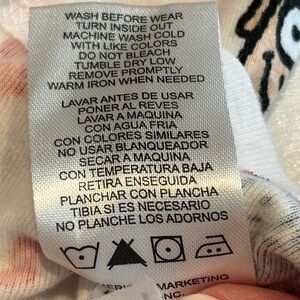 WASH BEFORE WEAR
TURN INSIDE OUT
MACHINE WASH COLD
WITH LIKE COLORS
DO NOT BLEACH
TUMBLE DRY LOW
REMOVE PROMPTLY
WARM IRON WHEN NEEDED
LAVAR ANTES DE USAR
PONER AL REVES
LAVAR A MAQUINA
CON AGUA FRIA
CON COLORES SIMILARES
NO USAR BLANQUEADOR
SECAR A MAQUINA
CON TEMPERATURA BAJA
RETIRA ENSEGUIDA
PLANCHAR CON PLANCHA
TIBIA SI ES NECESARIO
NO PLANCHE LOS ADORNOS
MARKETING
INC.